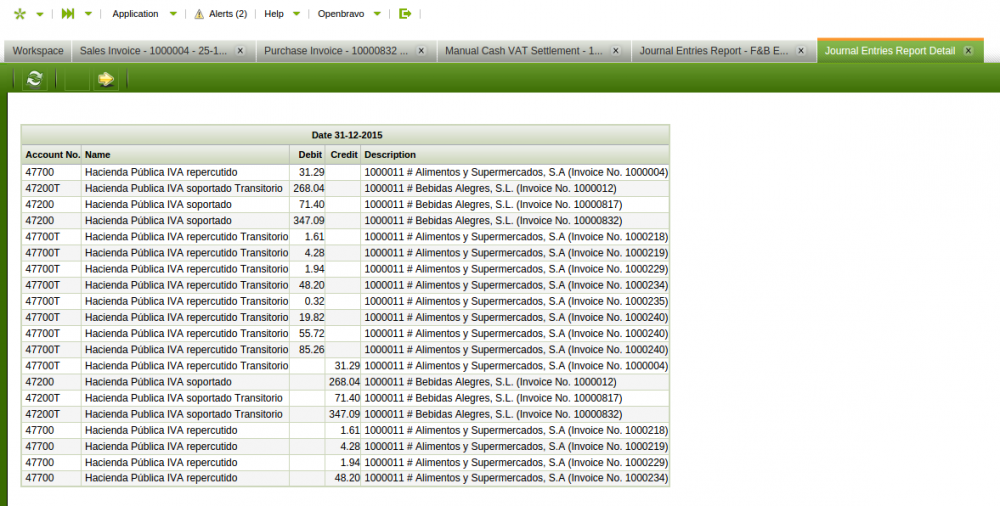 Application Alerts (2) Help Openbravo
Workspace Sales Invoice - 1000004 - 25-1... Purchase Invoice - 10000832 ... Manual Cash VAT Settlement - 1... Journal Entries Report - F&B E... Journal Entries Report Detail
Date 31-12-2015
Account No. Name Debit Credit Description
47700 Hacienda Pública IVA repercutido 31.29 1000011 # Alimentos y Supermercados, S.A (Invoice No. 1000004)
47200T Hacienda Publica IVA soportado Transitorio 268.04 1000011 # Bebidas Alegres, S.L. (Invoice No. 1000012)
47200 Hacienda Pública IVA soportado 71.40 1000011 # Bebidas Alegres, S.L. (Invoice No. 10000817)
47200 Hacienda Pública IVA soportado 347.09 1000011 # Bebidas Alegres, S.L. (Invoice No. 10000832)
47700T Hacienda Pública IVA repercutido Transitorio 1.61 1000011 # Alimentos y Supermercados, S.A (Invoice No. 1000218)
47700T Hacienda Pública IVA repercutido Transitorio 4.28 1000011 # Alimentos y Supermercados, S.A (Invoice No. 1000219)
47700T Hacienda Pública IVA repercutido Transitorio 1.94 1000011 # Alimentos y Supermercados, S.A (Invoice No. 1000229)
47700T Hacienda Pública IVA repercutido Transitorio 48.20 1000011 # Alimentos y Supermercados, S.A (Invoice No. 1000234)
47700T Hacienda Pública IVA repercutido Transitorio 0.32 1000011 # Alimentos y Supermercados, S.A (Invoice No. 1000235)
47700T Hacienda Pública IVA repercutido Transitorio 19.82 1000011 # Alimentos y Supermercados, S.A (Invoice No. 1000240)
47700T Hacienda Pública IVA repercutido Transitorio 55.72 1000011 # Alimentos y Supermercados, S.A (Invoice No. 1000240)
47700T Hacienda Pública IVA repercutido Transitorio 85.26 1000011 # Alimentos y Supermercados, S.A (Invoice No. 1000240)
47700T Hacienda Pública IVA repercutido Transitorio 31.29 1000011 # Alimentos y Supermercados, S.A (Invoice No. 1000004)
47200 Hacienda Pública IVA soportado 268.04 1000011 # Bebidas Alegres, S.L. (Invoice No. 1000012)
47200T Hacienda Publica IVA soportado Transitorio 71.40 1000011 # Bebidas Alegres, S.L. (Invoice No. 10000817)
47200T Hacienda Publica IVA soportado Transitorio 347.09 1000011 # Bebidas Alegres, S.L. (Invoice No. 10000832)
47700 Hacienda Pública IVA repercutido 1.61 1000011 # Alimentos y Supermercados, S.A (Invoice No. 1000218)
47700 Hacienda Pública IVA repercutido 4.28 1000011 # Alimentos y Supermercados, S.A (Invoice No. 1000219)
47700 Hacienda Pública IVA repercutido 1.94 1000011 # Alimentos y Supermercados, S.A (Invoice No. 1000229)
47700 Hacienda Pública IVA repercutido 48.20 1000011 # Alimentos y Supermercados, S.A (Invoice No. 1000234)